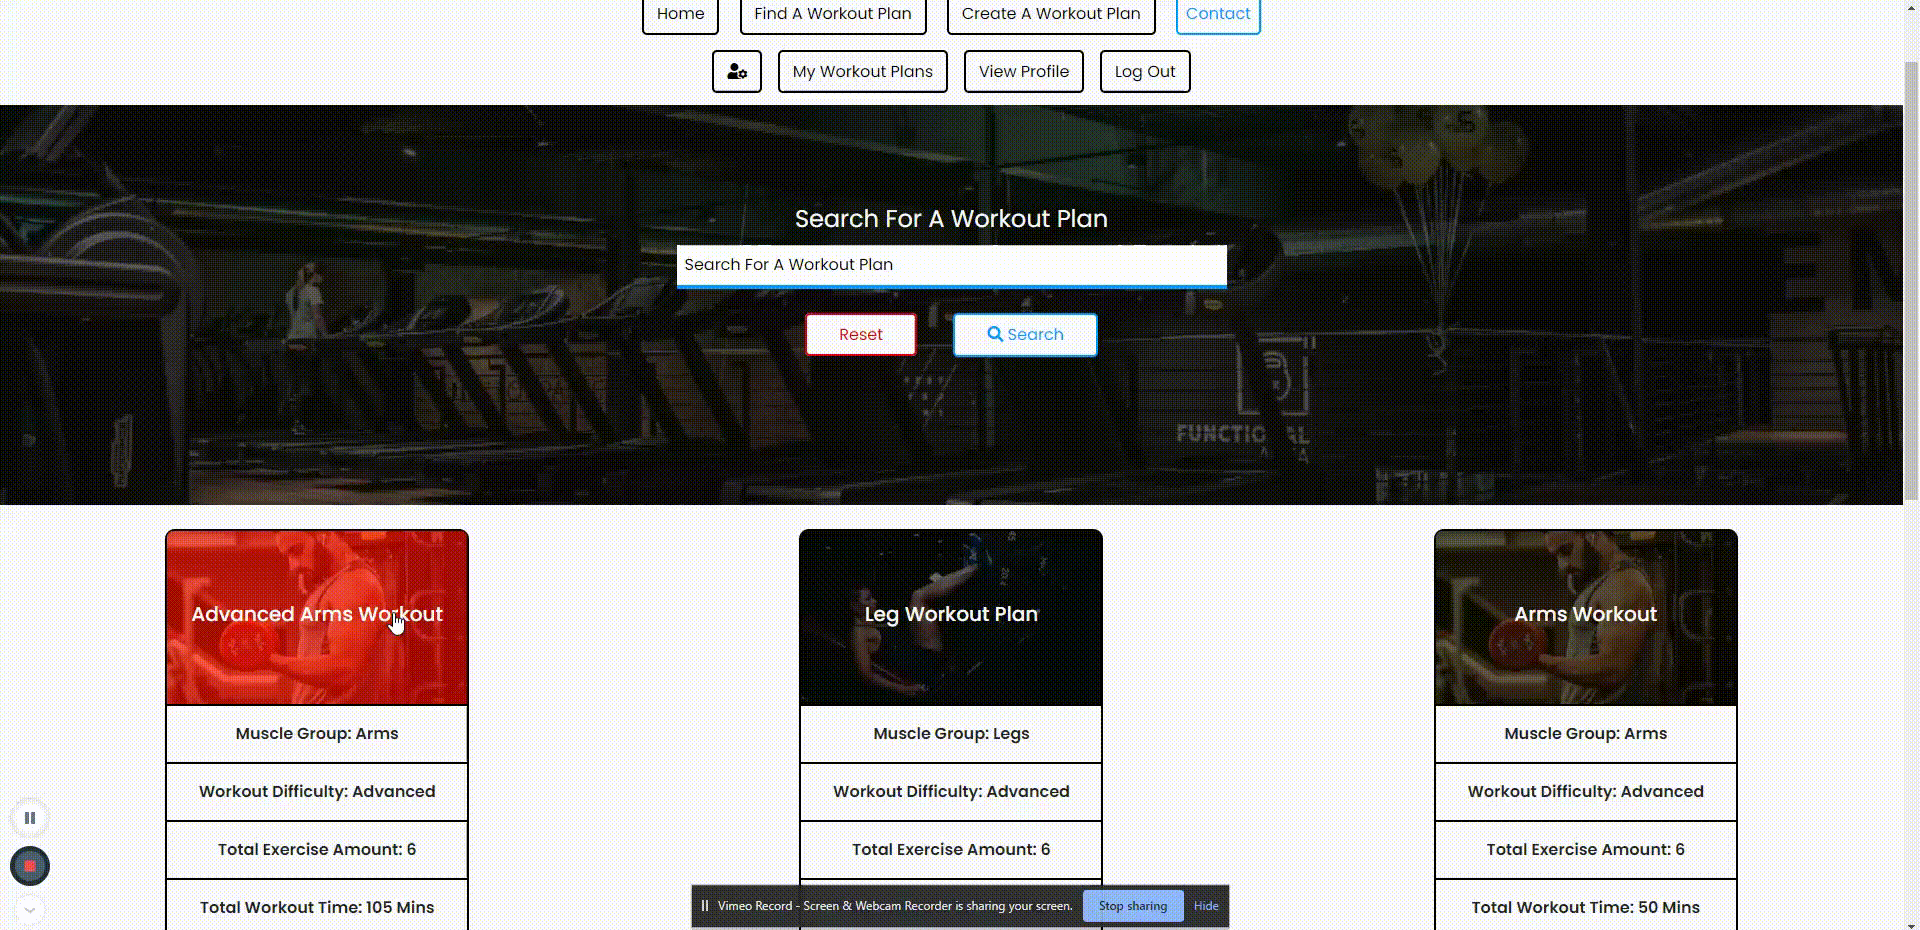 Home
Find A Workout Plan
Create A Workout Plan
Contact
My Workout Plans
View Profile
Log Out
Search For A Workout Plan
Search For A Workout Plan
Reset
Search
FUNCTIONAL
Advanced Arms Workout
Leg Workout Plan
Arms Workout
Muscle Group: Arms
Muscle Group: Legs
Muscle Group: Arms
Workout Difficulty: Advanced
Workout Difficulty: Advanced
Workout Difficulty: Advanced
Total Exercise Amount: 6
Total Exercise Amount: 6
Total Exercise Amount: 6
Total Workout Time: 105 Mins
Total Workout Time: 50 Mins
Vimeo Record - Screen & Webcam Recorder is sharing your screen.
Stop sharing
Hide